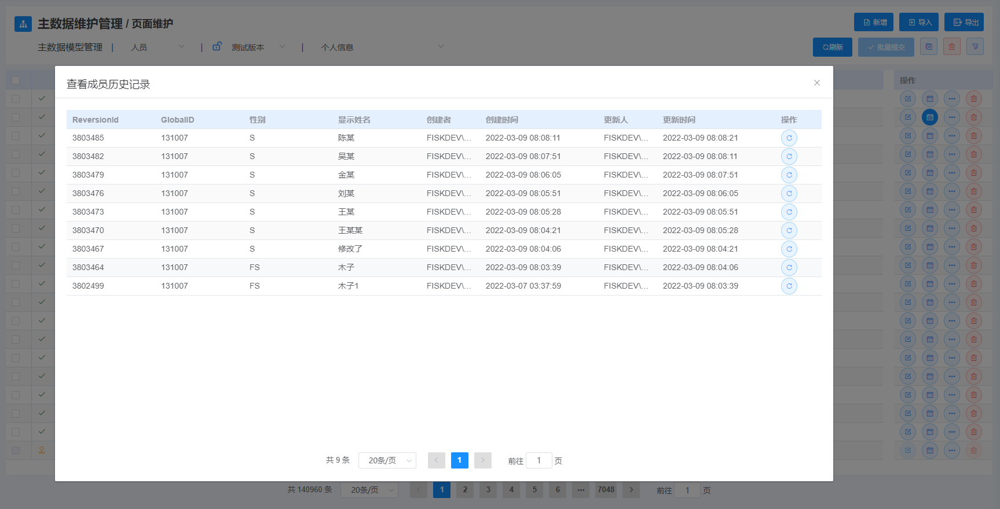 主数据维护管理 / 页面维护
新增 导入 导出
主数据模型管理 | 人员 | 测试版本 | 个人信息
刷新 批量提交
操作
查看成员历史记录
ReversionId GlobalID 性别 显示姓名 创建者 创建时间 更新人 更新时间 操作
3803485 131007 S 陈某 FISKDEV\... 2022-03-09 08:08:11 FISKDEV\... 2022-03-09 08:08:21
3803482 131007 S 吴某 FISKDEV\... 2022-03-09 08:07:51 FISKDEV\... 2022-03-09 08:08:11
3803479 131007 S 金某 FISKDEV\... 2022-03-09 08:06:05 FISKDEV\... 2022-03-09 08:07:51
3803476 131007 S 刘某 FISKDEV\... 2022-03-09 08:05:51 FISKDEV\... 2022-03-09 08:06:05
3803473 131007 S 王某 FISKDEV\... 2022-03-09 08:05:28 FISKDEV\... 2022-03-09 08:05:51
3803470 131007 S 王某某 FISKDEV\... 2022-03-09 08:04:21 FISKDEV\... 2022-03-09 08:05:28
3803467 131007 S 修改了 FISKDEV\... 2022-03-09 08:04:06 FISKDEV\... 2022-03-09 08:04:21
3803464 131007 FS 木子 FISKDEV\... 2022-03-09 08:03:39 FISKDEV\... 2022-03-09 08:04:06
3802499 131007 FS 木子1 FISKDEV\... 2022-03-07 03:37:59 FISKDEV\... 2022-03-09 08:03:39
共 9 条 20条/页 1 前往 1 页
共 140960 条 20条/页 1 2 3 4 5 6 ... 7048 前往 1 页